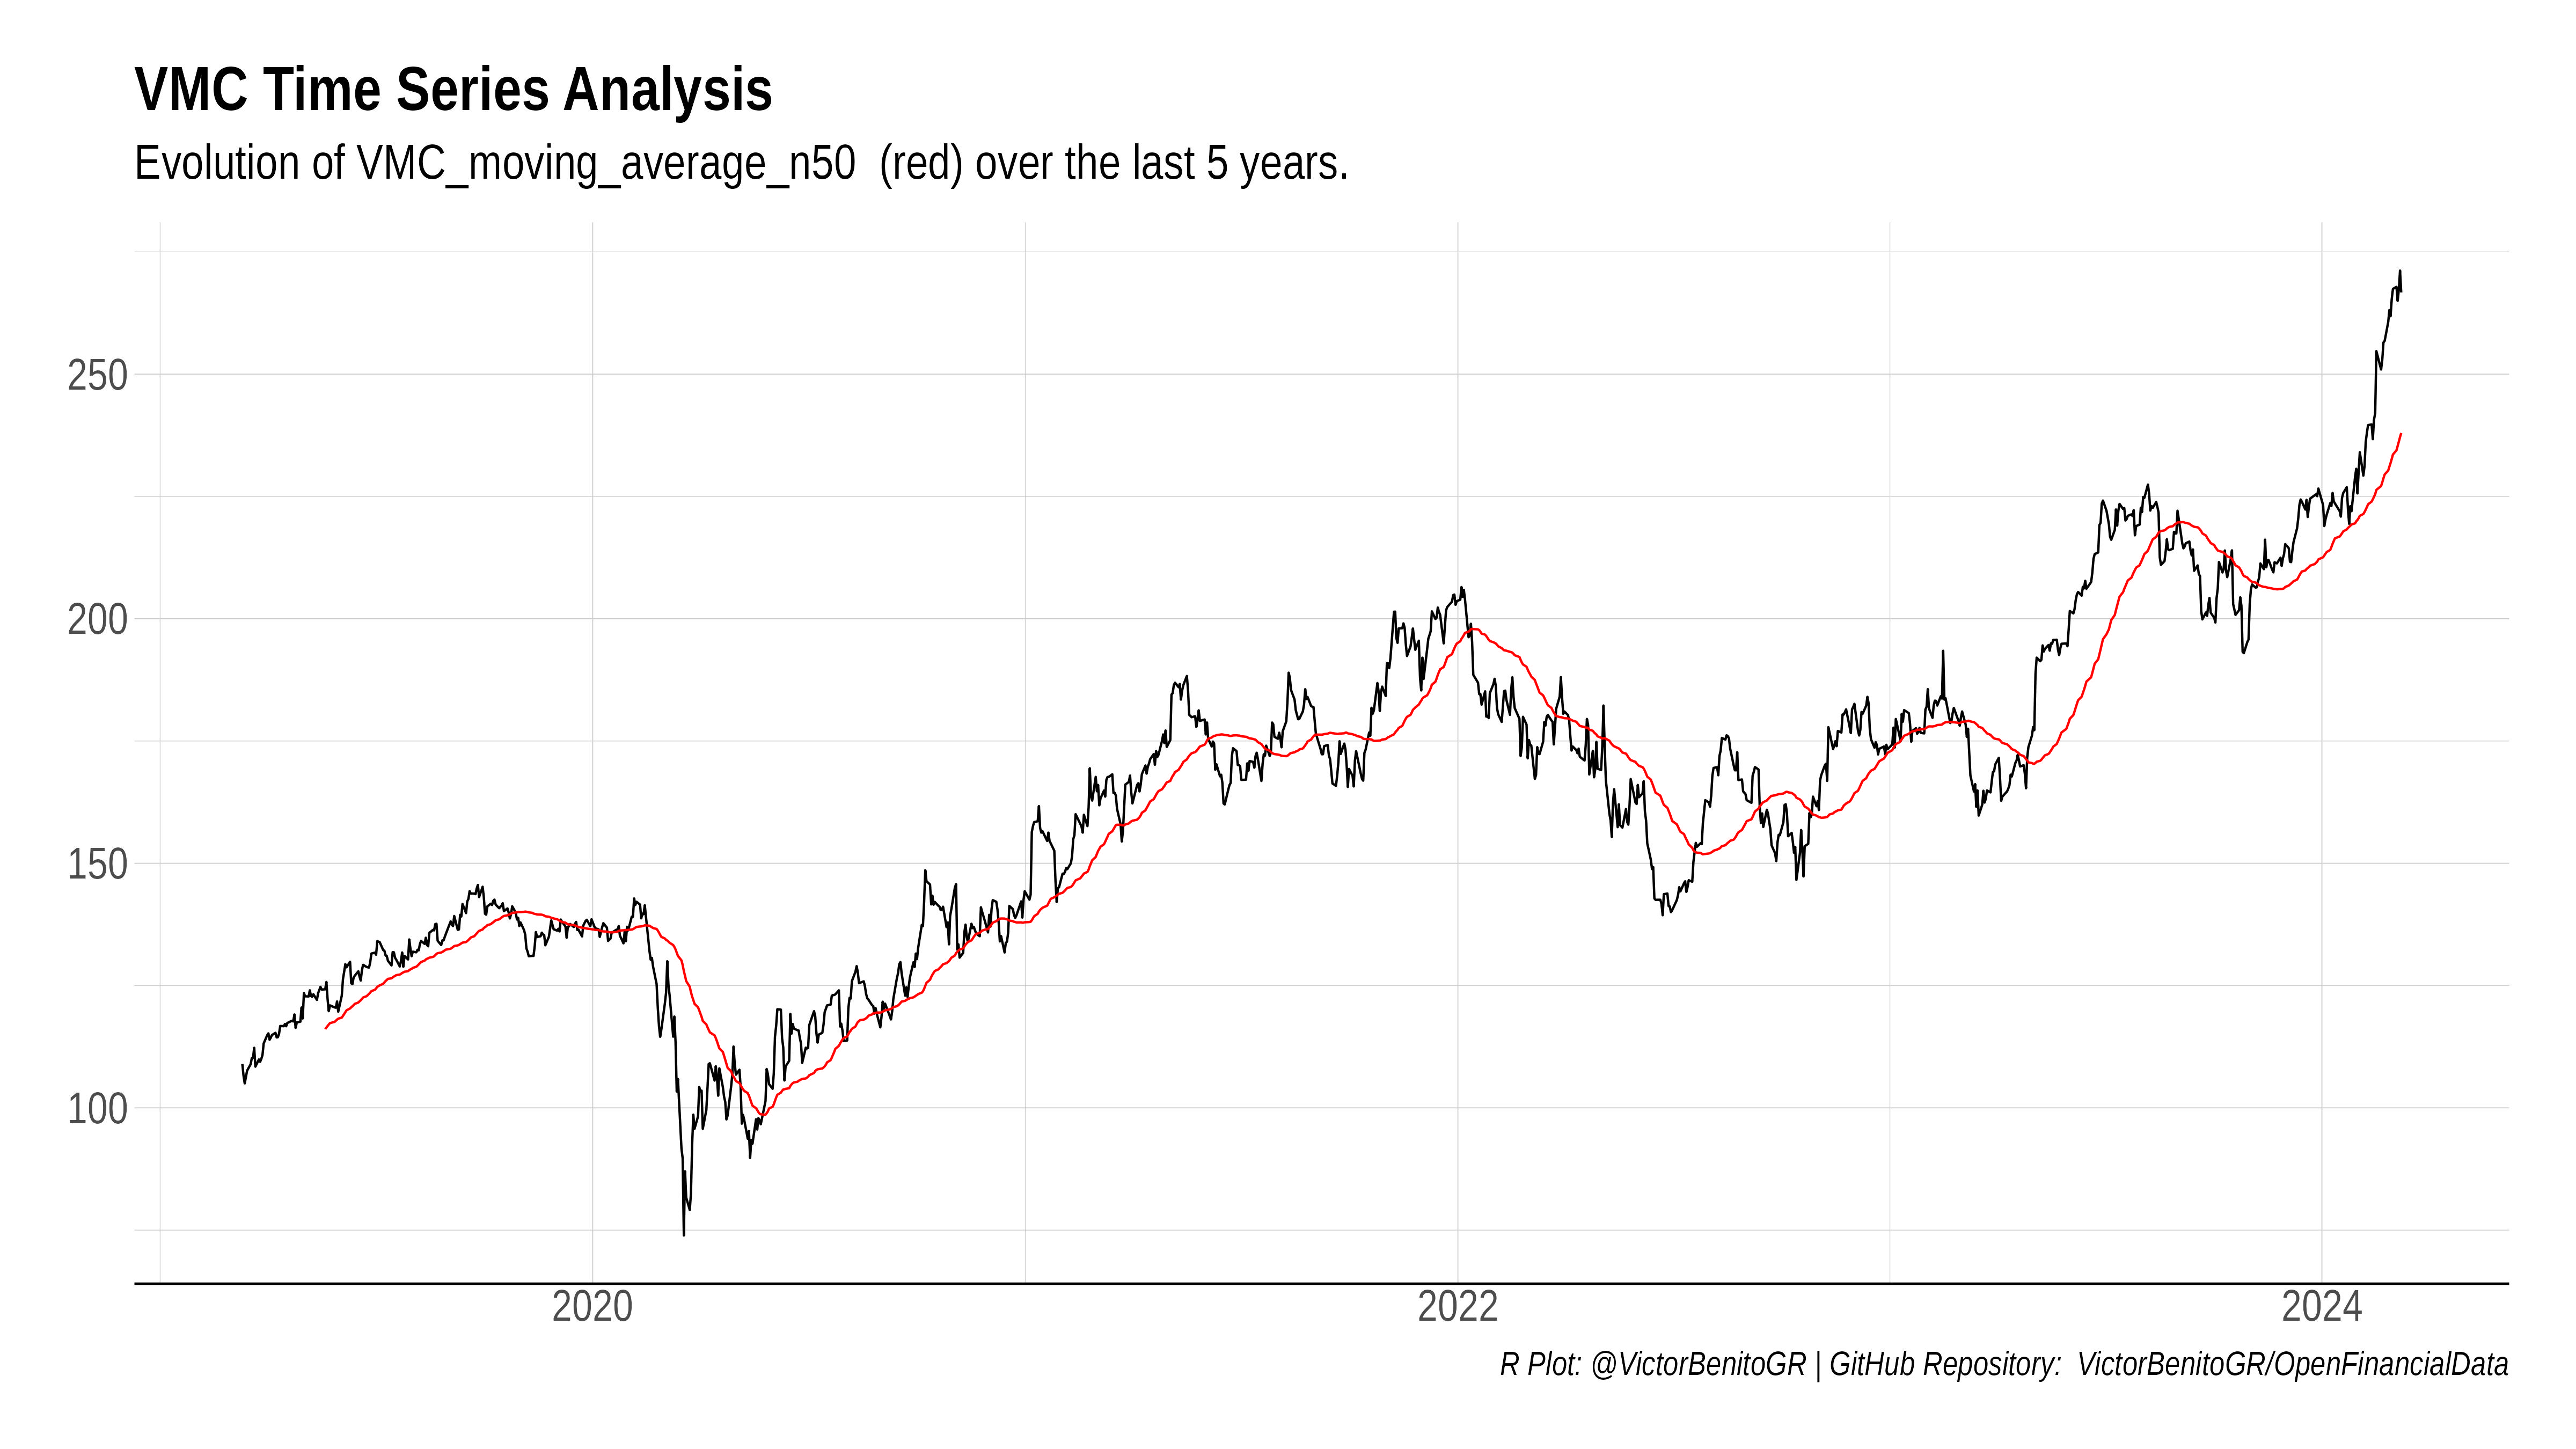 VMC Time Series Analysis
Evolution of VMC_moving_average_n50  (red) over the last 5 years.
250
200
150
100
2020 2022 2024
R Plot: @VictorBenitoGR | GitHub Repository:  VictorBenitoGR/OpenFinancialData